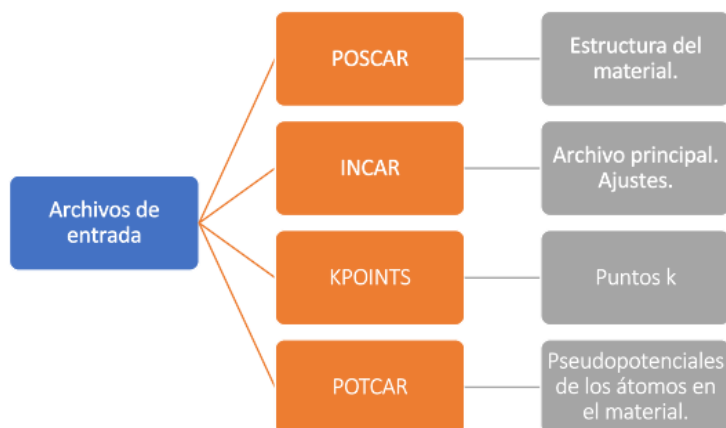 Archivos de
entrada
POSCAR
Estructura del
material.
INCAR
Archivo principal.
Ajustes.
KPOINTS
Puntos k
POTCAR
Pseudopotenciales
de los átomos en
el material.